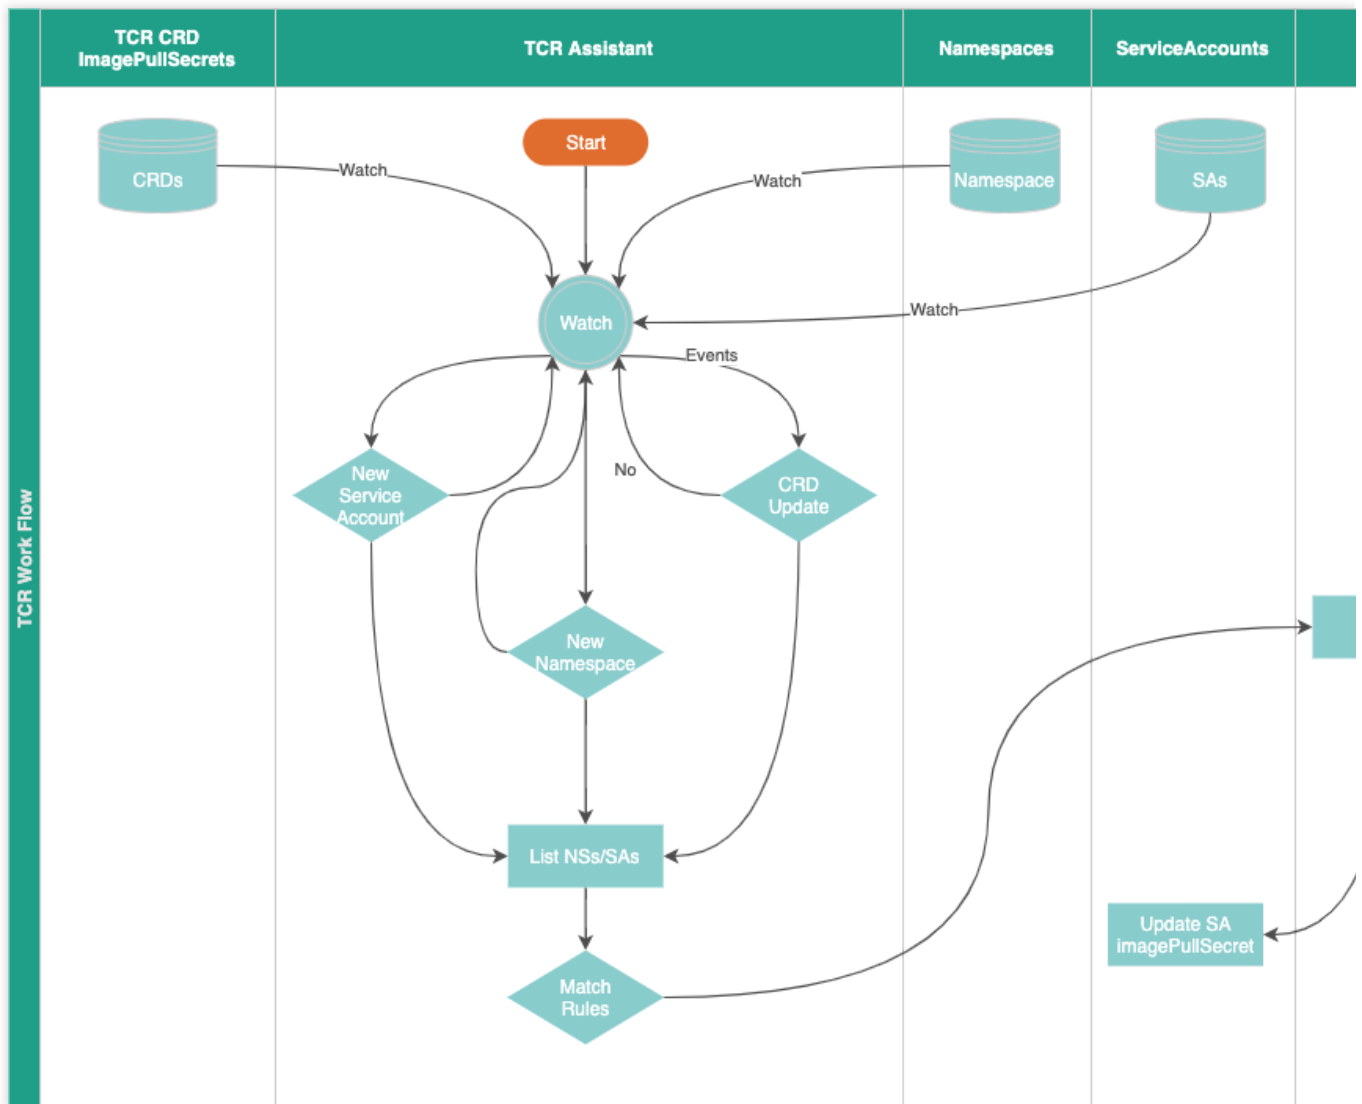 TCR CRD
ImagePullSecrets
TCR Assistant
Namespaces
ServiceAccounts
TCR Work Flow
CRDs
Watch
Start
Watch
Namespace
SAs
Watch
Watch
Events
No
New
Service
Account
CRD
Update
New
Namespace
List NSs/SAs
Update SA
imagePullSecret
Match
Rules